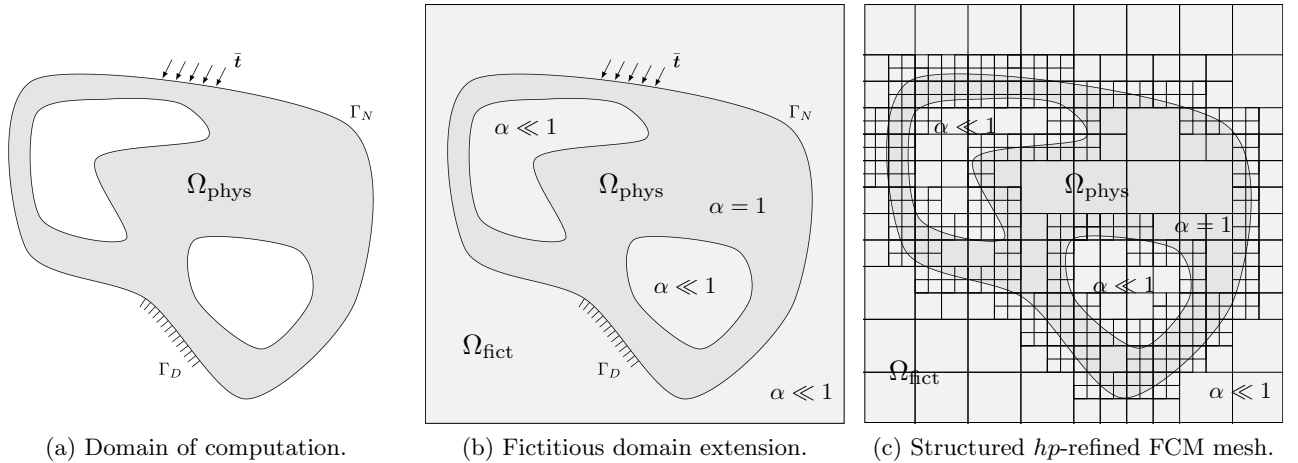 t̄
Γ_N
Ω_phys
Γ_D
(a) Domain of computation.
t̄
Γ_N
α ≪ 1
Ω_phys
α = 1
α ≪ 1
Ω_fict
Γ_D
α ≪ 1
(b) Fictitious domain extension.
α ≪ 1
Ω_phys
α = 1
α ≪ 1
Ω_fict
α ≪ 1
(c) Structured hp-refined FCM mesh.